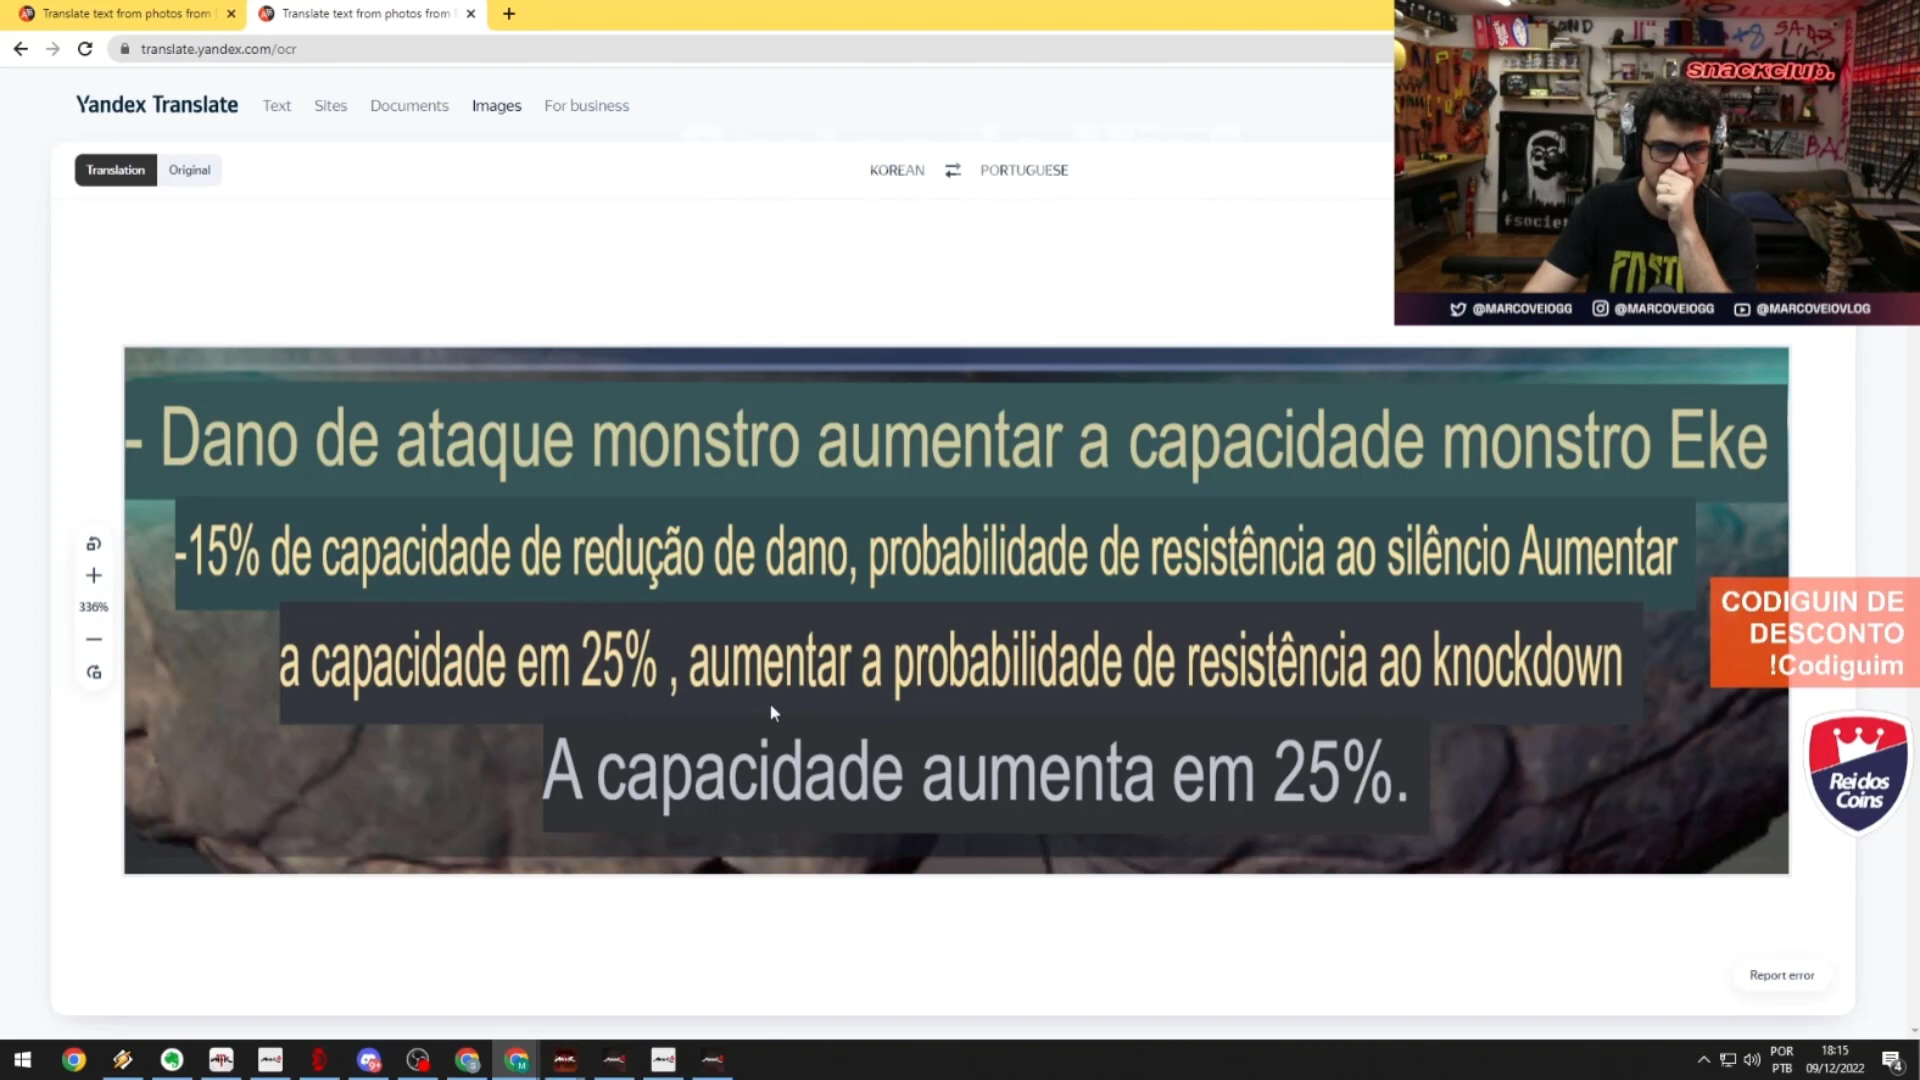 Translate text from photos from
Translate text from photos from
translate.yandex.com/ocr
Yandex Translate Text Sites Documents Images For business
Translation Original
KOREAN PORTUGUESE
snackclub.
fsociety
@MARCOVEIOGG @MARCOVEIOGG @MARCOVEIOVLOG
- Dano de ataque monstro aumentar a capacidade monstro Eke
-15% de capacidade de redução de dano, probabilidade de resistência ao silêncio Aumentar
a capacidade em 25% , aumentar a probabilidade de resistência ao knockdown
A capacidade aumenta em 25%.
336%
CODIGUIN DE
DESCONTO
!Codiguim
Rei dos
Coins
Report error
POR
PTB
18:15
09/12/2022
4